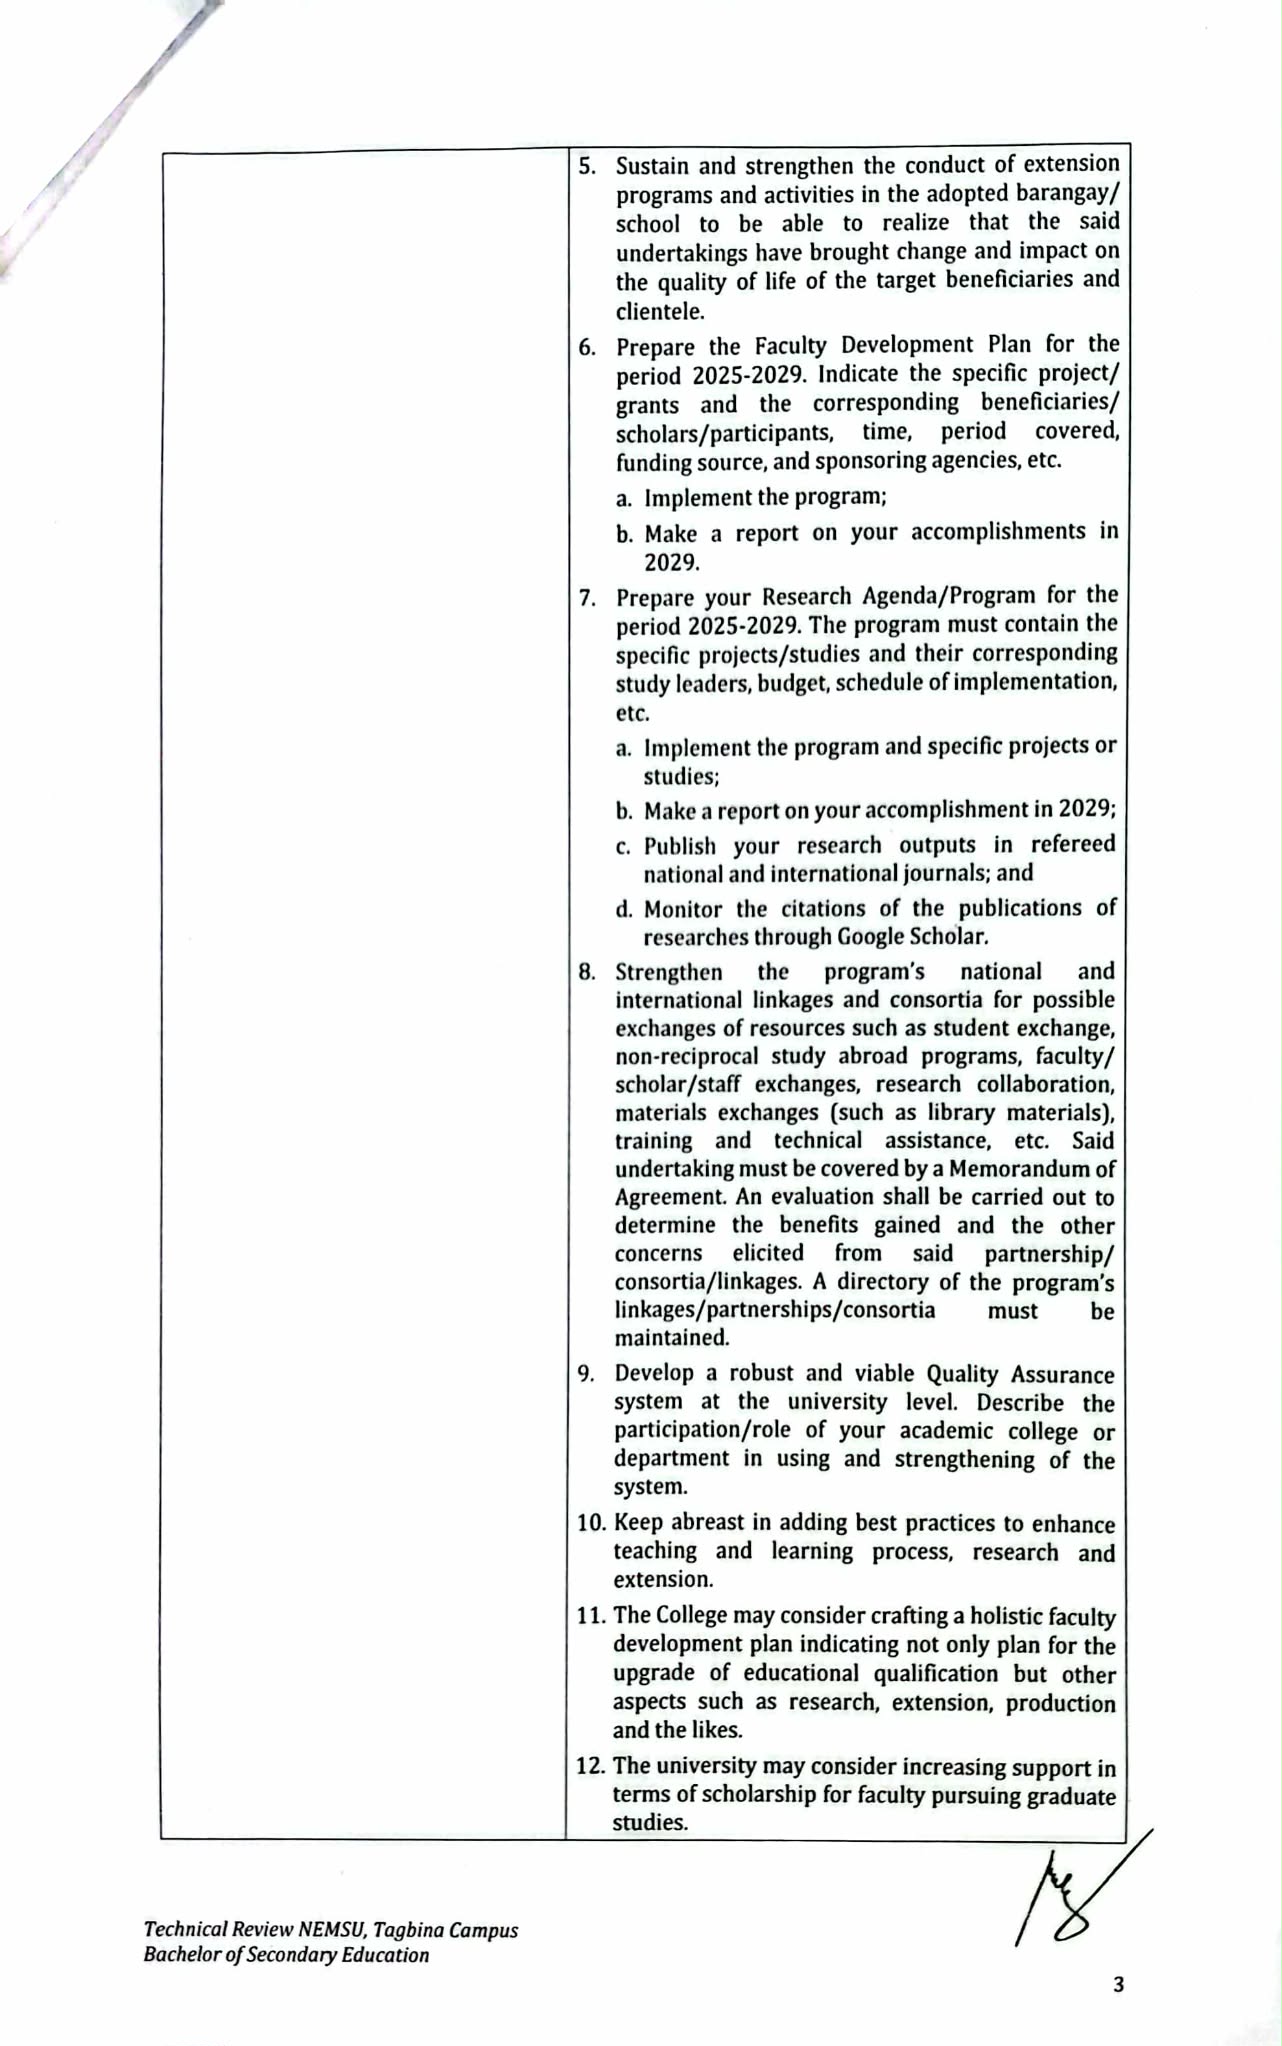 5. Sustain and strengthen the conduct of extension
programs and activities in the adopted barangay/
school to be able to realize that the said
undertakings have brought change and impact on
the quality of life of the target beneficiaries and
clientele.
6. Prepare the Faculty Development Plan for the
period 2025-2029. Indicate the specific project/
grants and the corresponding beneficiaries/
scholars/participants, time, period covered,
funding source, and sponsoring agencies, etc.
a. Implement the program;
b. Make a report on your accomplishments in
2029.
7. Prepare your Research Agenda/Program for the
period 2025-2029. The program must contain the
specific projects/studies and their corresponding
study leaders, budget, schedule of implementation,
etc.
a. Implement the program and specific projects or
studies;
b. Make a report on your accomplishment in 2029;
c. Publish your research outputs in refereed
national and international journals; and
d. Monitor the citations of the publications of
researches through Google Scholar.
8. Strengthen the program's national and
international linkages and consortia for possible
exchanges of resources such as student exchange,
non-reciprocal study abroad programs, faculty/
scholar/staff exchanges, research collaboration,
materials exchanges (such as library materials),
training and technical assistance, etc. Said
undertaking must be covered by a Memorandum of
Agreement. An evaluation shall be carried out to
determine the benefits gained and the other
concerns elicited from said partnership/
consortia/linkages. A directory of the program's
linkages/partnerships/consortia must be
maintained.
9. Develop a robust and viable Quality Assurance
system at the university level. Describe the
participation/role of your academic college or
department in using and strengthening of the
system.
10. Keep abreast in adding best practices to enhance
teaching and learning process, research and
extension.
11. The College may consider crafting a holistic faculty
development plan indicating not only plan for the
upgrade of educational qualification but other
aspects such as research, extension, production
and the likes.
12. The university may consider increasing support in
terms of scholarship for faculty pursuing graduate
studies.
Technical Review NEMSU, Tagbina Campus
Bachelor of Secondary Education
3